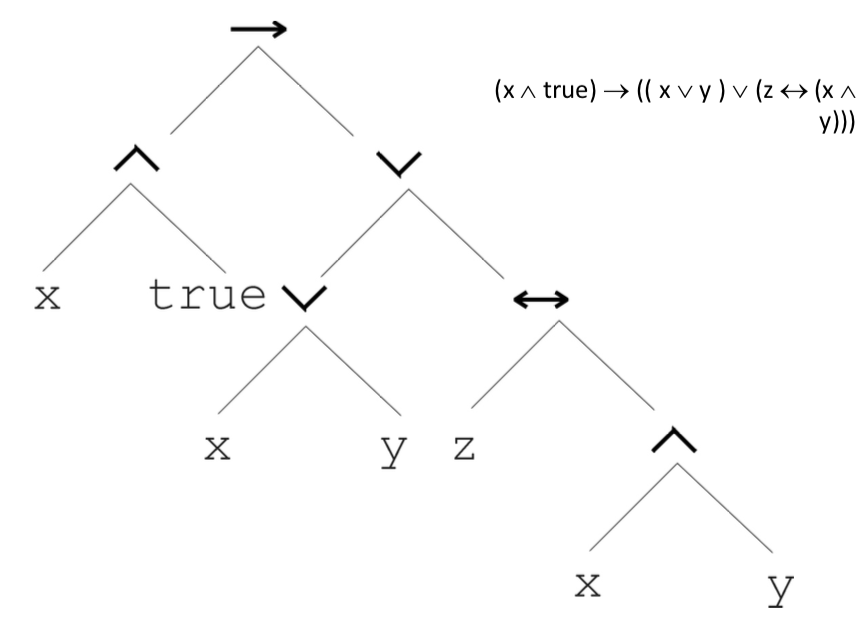 →
(x ∧ true) → (( x ∨ y ) ∨ (z ↔ (x ∧
y)))
∧ ∨
x true ∨ ↔
x y z ∧
x y